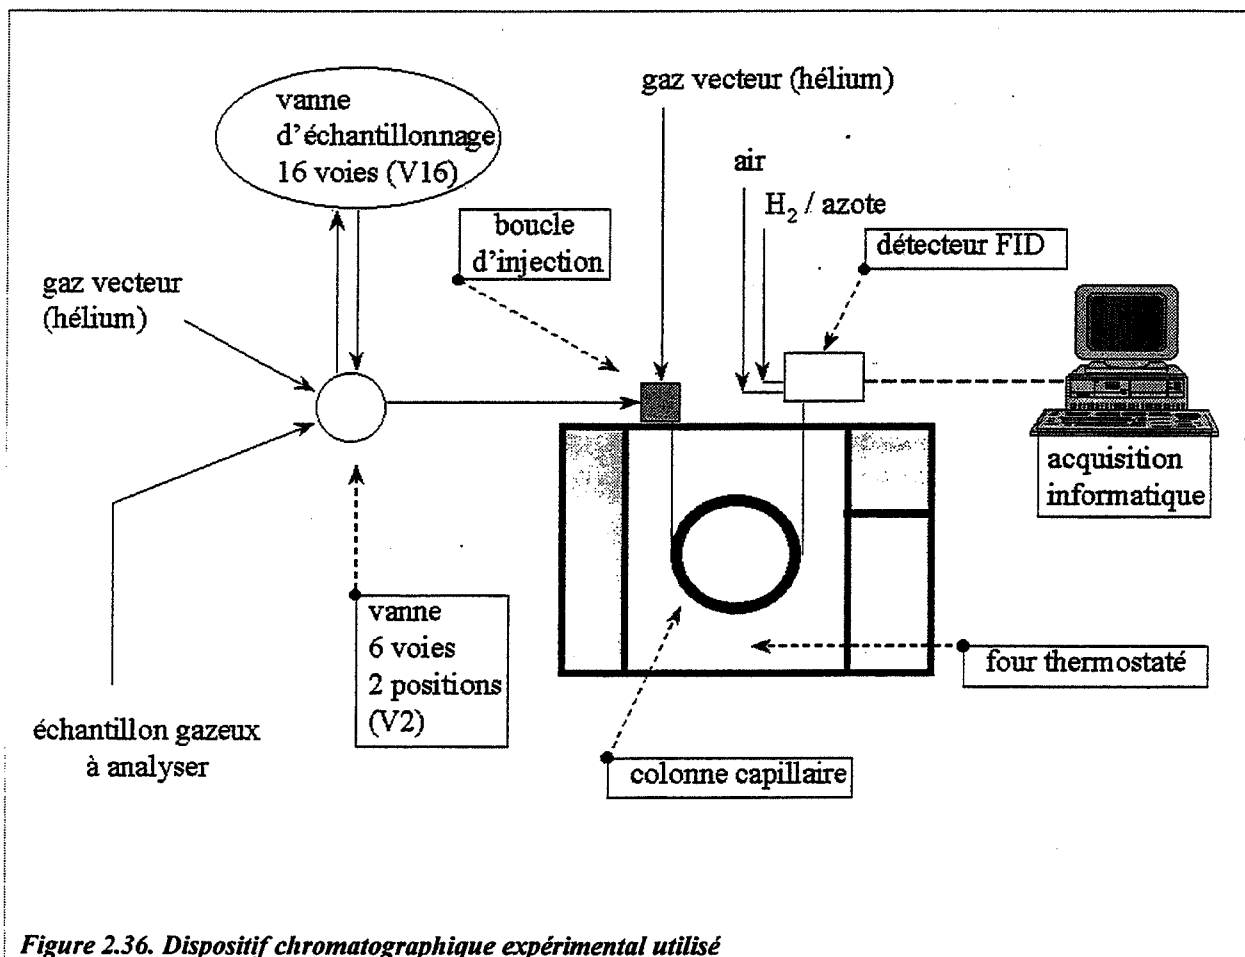 vanne
d'échantillonnage
16 voies (V16)
gaz vecteur (hélium)
air
H2 / azote
boucle
d'injection
détecteur FID
gaz vecteur
(hélium)
acquisition
informatique
vanne
6 voies
2 positions
(V2)
four thermostaté
échantillon gazeux
à analyser
colonne capillaire
Figure 2.36. Dispositif chromatographique expérimental utilisé